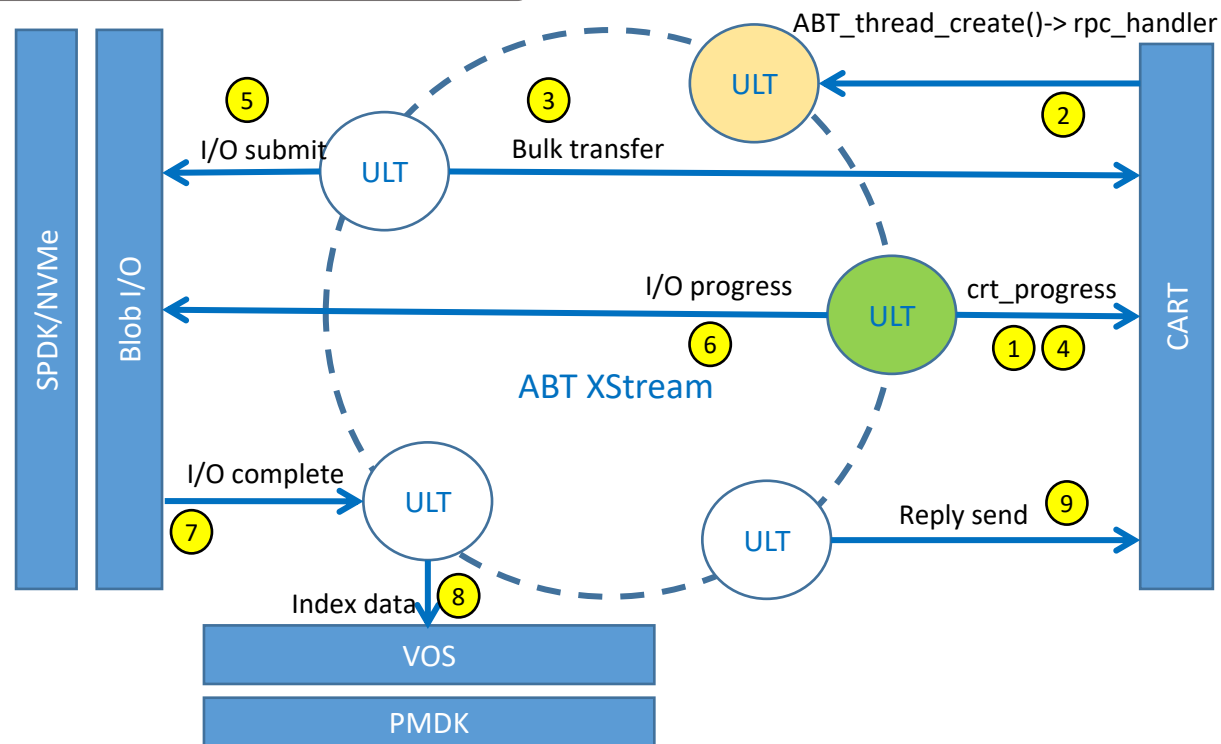 ABT_thread_create()-> rpc_handler
ULT
2
5
3
I/O submit
Bulk transfer
ULT
SPDK/NVMe
Blob I/O
CART
I/O progress
crt_progress
ULT
6
1
4
ABT XStream
I/O complete
7
ULT
Reply send
9
ULT
Index data
8
VOS
PMDK